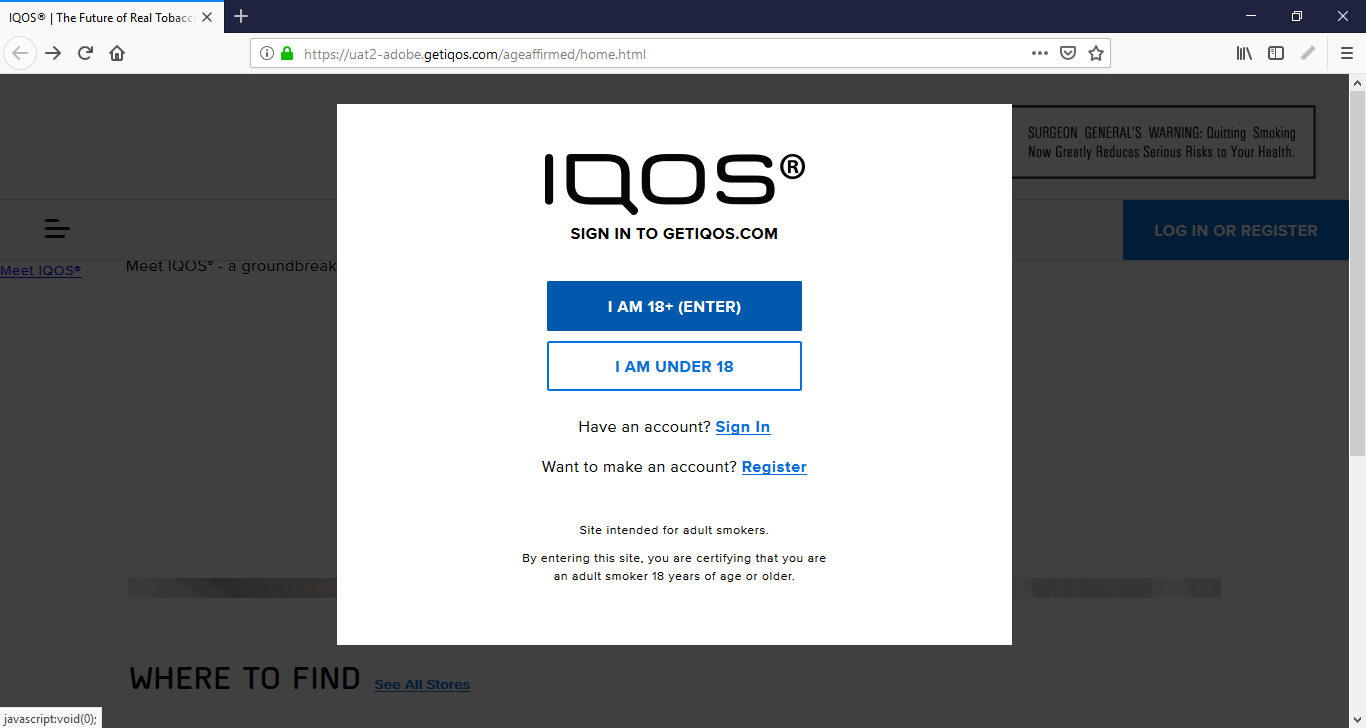 IQOS® | The Future of Real Tobacc
https://uat2-adobe.getiqos.com/ageaffirmed/home.html
SURGEON GENERAL'S WARNING: Quitting Smoking
Now Greatly Reduces Serious Risks to Your Health.
LOG IN OR REGISTER
Meet IQOS®
Meet IQOS® - a groundbreak
IQOS®
SIGN IN TO GETIQOS.COM
I AM 18+ (ENTER)
I AM UNDER 18
Have an account? Sign In
Want to make an account? Register
Site intended for adult smokers.
By entering this site, you are certifying that you are
an adult smoker 18 years of age or older.
WHERE TO FIND See All Stores
javascript:void(0);